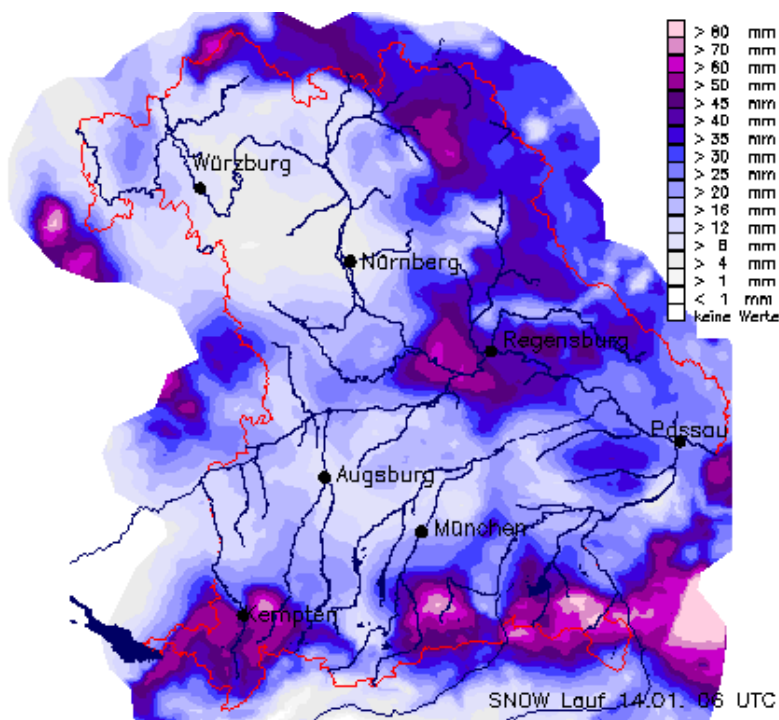 > 80 mm
> 70 mm
> 60 mm
> 50 mm
> 45 mm
> 40 mm
> 35 mm
> 30 mm
> 25 mm
> 20 mm
> 16 mm
> 12 mm
> 8 mm
> 4 mm
> 1 mm
< 1 mm
keine Werte
Würzburg
Nürnberg
Regensburg
Passau
Augsburg
München
Kempten
SNOW Lauf 14.01. 06 UTC